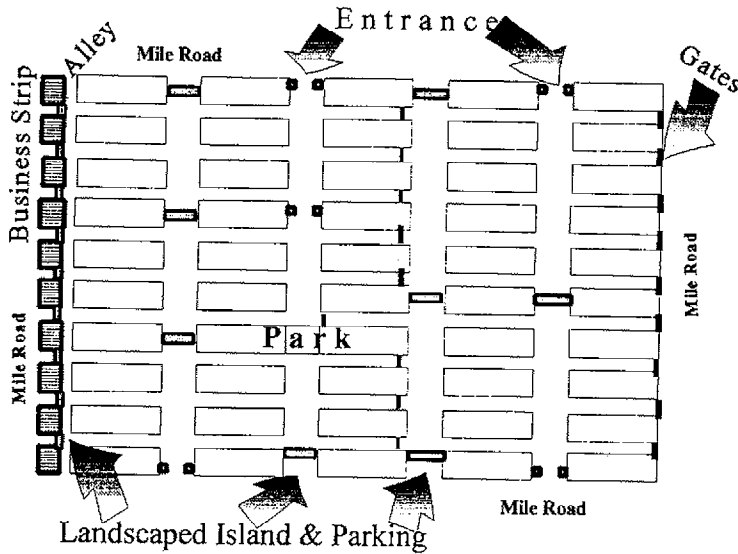 Entrance
Alley
Mile Road
Gates
Business Strip
Mile Road
Mile Road
Park
Mile Road
Landscaped Island & Parking